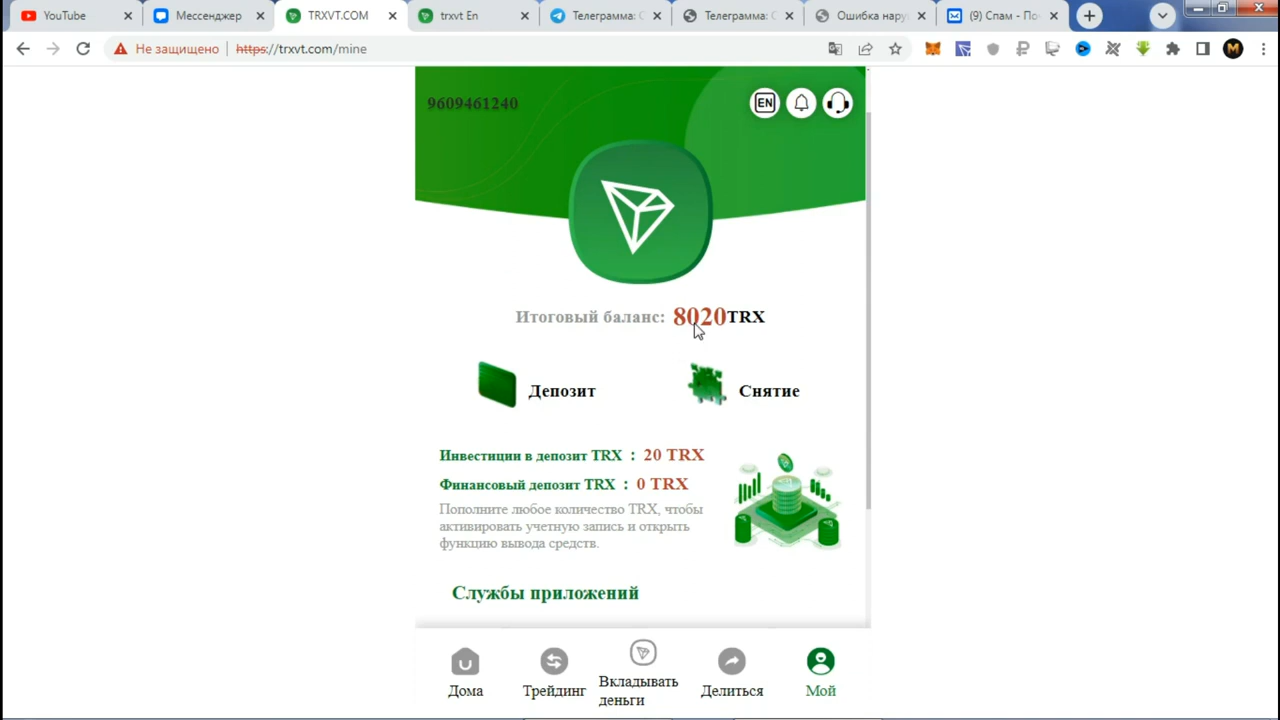 YouTube
Мессенджер
TRXVT.COM
trxvt En
Телеграмма: С
Телеграмма: С
Ошибка нару
(9) Спам - По
Не защищено
https://trxvt.com/mine
M
9609461240
EN
Итоговый баланс: 8020TRX
Депозит
Снятие
Инвестиции в депозит TRX : 20 TRX
Финансовый депозит TRX : 0 TRX
Пополните любое количество TRX, чтобы
активировать учетную запись и открыть
функцию вывода средств.
Службы приложений
Дома
Трейдинг
Вкладывать
деньги
Делиться
Мой